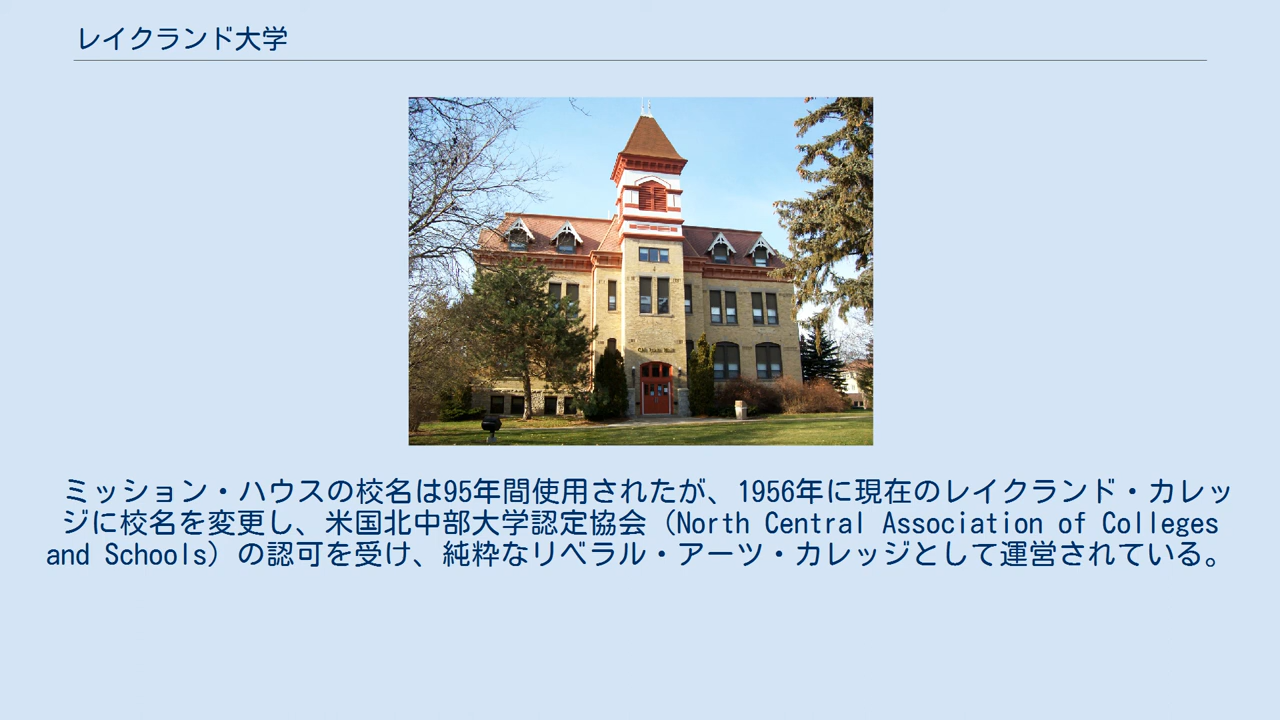 レイクランド大学
ミッション・ハウスの校名は95年間使用されたが、1956年に現在のレイクランド・カレッ
ジに校名を変更し、米国北中部大学認定協会（North Central Association of Colleges
and Schools）の認可を受け、純粋なリベラル・アーツ・カレッジとして運営されている。